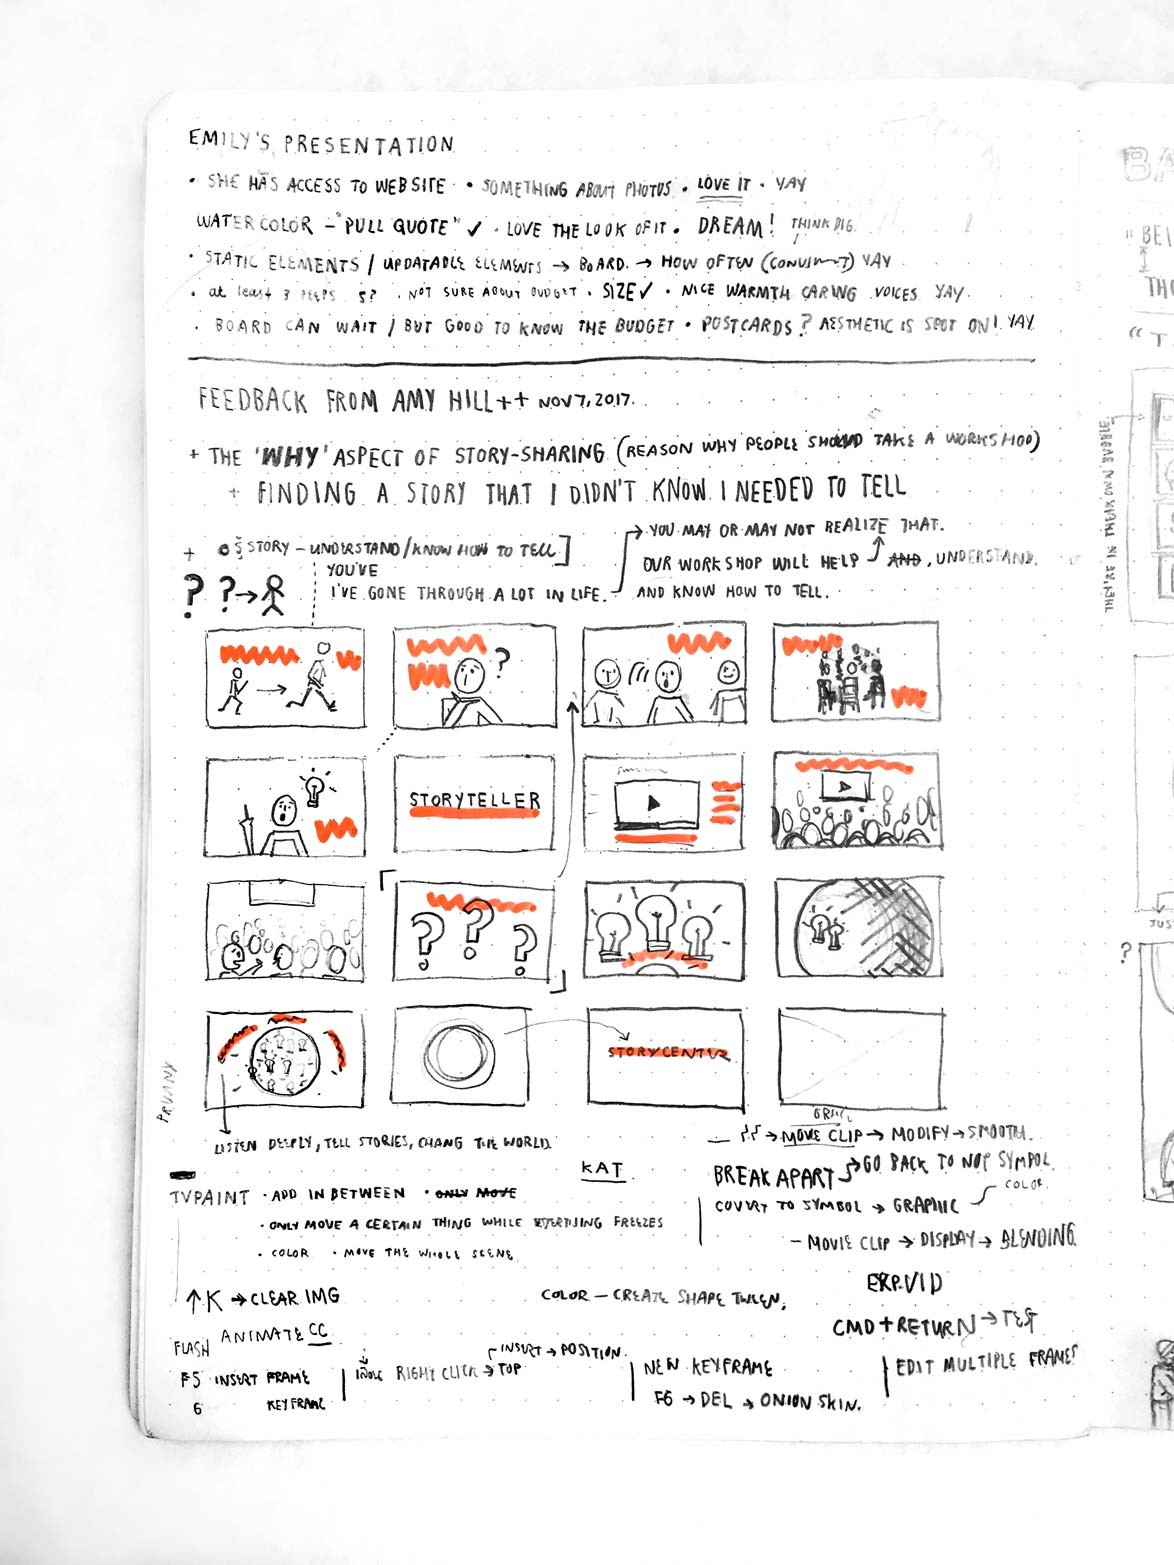 EMILY'S PRESENTATION
• SHE HAS ACCESS TO WEBSITE • SOMETHING ABOUT PHOTOS • LOVE IT • YAY
WATERCOLOR – "PULL QUOTE" ✓ • LOVE THE LOOK OF IT • DREAM! THINK BIG.
• STATIC ELEMENTS / UPDATABLE ELEMENTS → BOARD. → HOW OFTEN YAY
• at least 3 PEEPS 5? • NOT SURE ABOUT BUDGET • SIZE ✓ • NICE WARMTH CARING VOICES YAY
• BOARD CAN WAIT / BUT GOOD TO KNOW THE BUDGET • POSTCARDS? AESTHETIC IS SPOT ON! YAY
FEEDBACK FROM AMY HILL++ NOV 7, 2017.
+ THE 'WHY' ASPECT OF STORY-SHARING (REASON WHY PEOPLE SHOULD TAKE A WORKSHOP)
+ FINDING A STORY THAT I DIDN'T KNOW I NEEDED TO TELL
+ STORY – UNDERSTAND/KNOW HOW TO TELL]
YOU'VE
I'VE GONE THROUGH A LOT IN LIFE.
→ YOU MAY OR MAY NOT REALIZE THAT.
OUR WORKSHOP WILL HELP AND, UNDERSTAND.
AND KNOW HOW TO TELL.
? ? →
?
STORYTELLER
? ? ?
STORYCENTER
LISTEN DEEPLY, TELL STORIES, CHANG THE WORLD.
→ MOVE CLIP → MODIFY → SMOOTH.
KAT
BREAK APART → GO BACK TO NOT SYMBOL
COLOR
COVVRT TO SYMBOL → GRAPHIC
– MOVIE CLIP → DISPLAY → BLENDING
TVPAINT • ADD IN BETWEEN • ONLY MOVE
• ONLY MOVE A CERTAIN THING WHILE FREEZES
• COLOR • MOVE THE WHOLE SCENE
↑K → CLEAR IMG
COLOR – CREATE SHAPE TWEEN.
EXP. VID
CMD + RETURN → TEST
FLASH ANIMATE CC
F5 INSERT FRAME
KEYFRAME
RIGHT CLICK → TOP
INSERT → POSITION.
NEW KEYFRAME
F6 → DEL → ONION SKIN.
EDIT MULTIPLE FRAMES
6
BA
"BEI
THO
"T
JUS
?